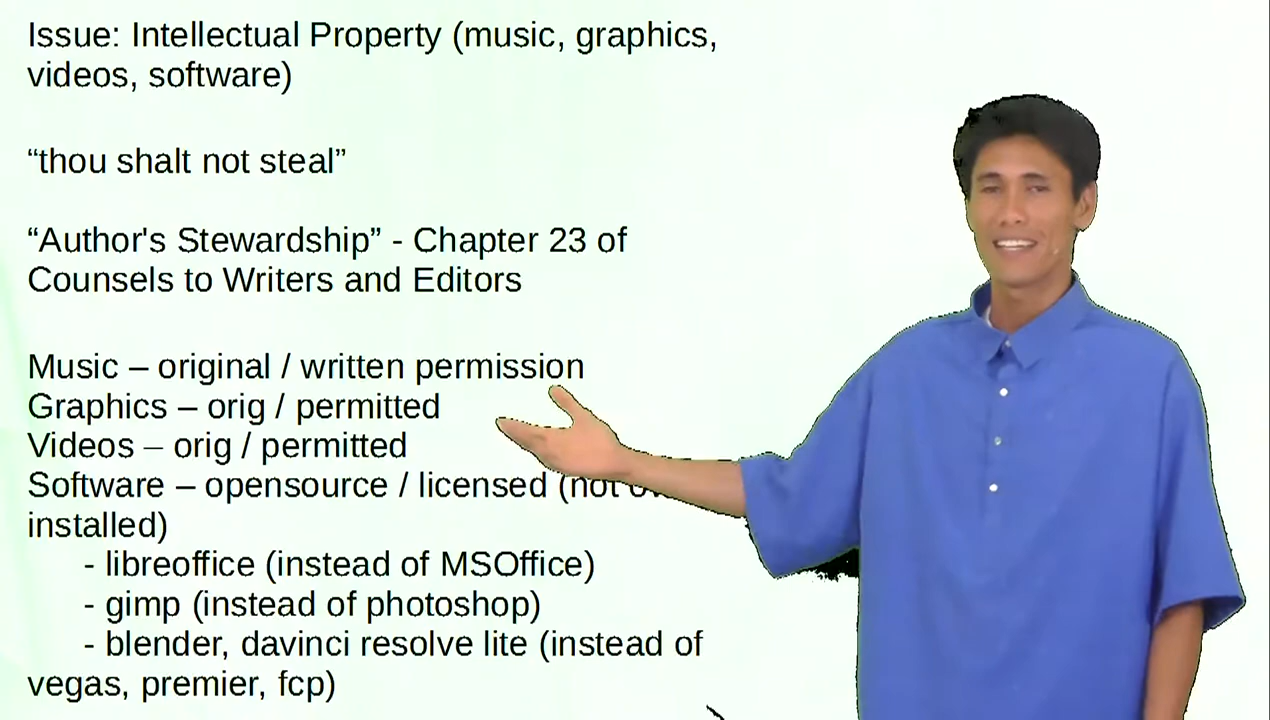 Issue: Intellectual Property (music, graphics,
videos, software)
“thou shalt not steal”
“Author's Stewardship” - Chapter 23 of
Counsels to Writers and Editors
Music – original / written permission
Graphics – orig / permitted
Videos – orig / permitted
Software – opensource / licensed (not
installed)
- libreoffice (instead of MSOffice)
- gimp (instead of photoshop)
- blender, davinci resolve lite (instead of
vegas, premier, fcp)